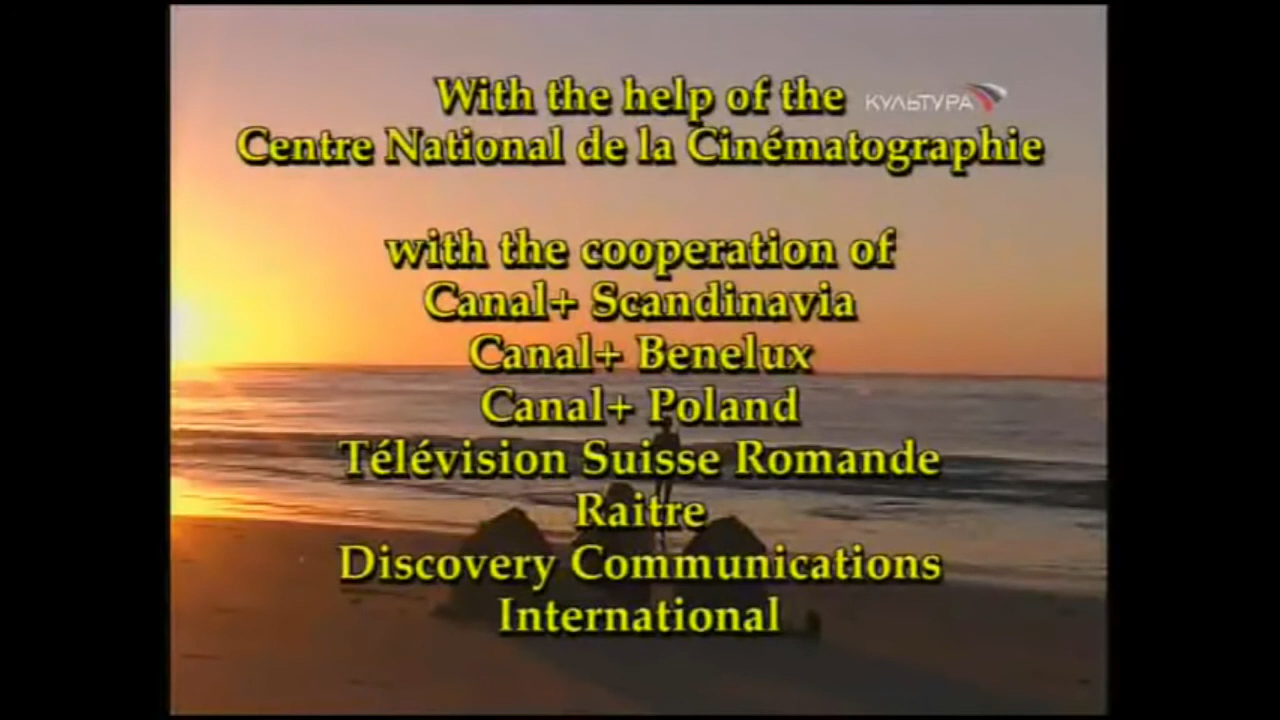 With the help of the
КУЛЬТУРА
Centre National de la Cinématographie
with the cooperation of
Canal+ Scandinavia
Canal+ Benelux
Canal+ Poland
Télévision Suisse Romande
Raitre
Discovery Communications
International